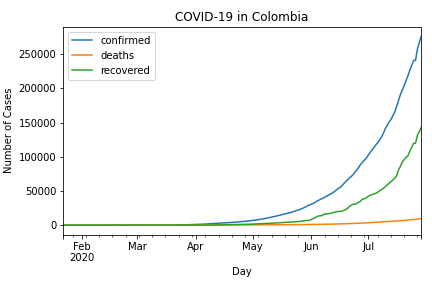 COVID-19 in Colombia
confirmed
deaths
recovered
Number of Cases
250000
200000
150000
100000
50000
0
Feb Mar Apr May Jun Jul
2020
Day